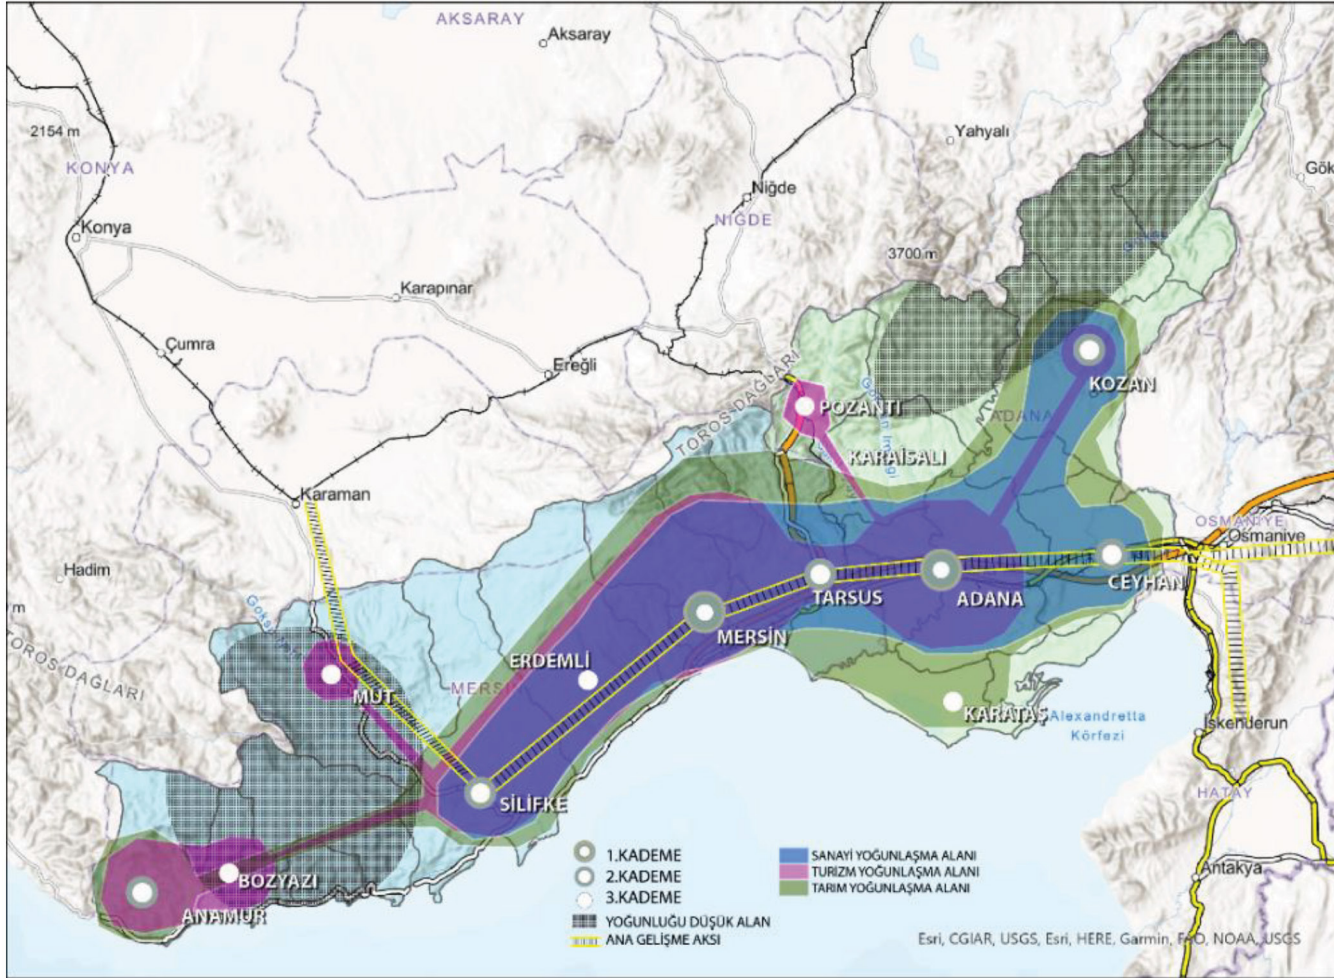 AKSARAY
Aksaray
2154 m
Yahyalı
KONYA
Gök
Niğde
NİĞDE
Konya
3700 m
Karapınar
Çumra
Ereğli
KOZAN
TOROS DAĞLARI
POZANTI
ADANA
KARAİSALI
Karaman
OSMANİYE
Osmaniye
Hadim
CEYHAN
TARSUS
ADANA
MERSİN
TOROS DAĞLARI
ERDEMLİ
MUT
MERSİN
KARATAŞ
Alexandretta
Körfezi
İskenderun
SİLİFKE
HATAY
1.KADEME
2.KADEME
3.KADEME
YOĞUNLUĞU DÜŞÜK ALAN
ANA GELİŞME AKSI
SANAYİ YOĞUNLAŞMA ALANI
TURİZM YOĞUNLAŞMA ALANI
TARIM YOĞUNLAŞMA ALANI
Antakya
BOZYAZI
ANAMUR
Esri, CGIAR, USGS, Esri, HERE, Garmin, FAO, NOAA, USGS